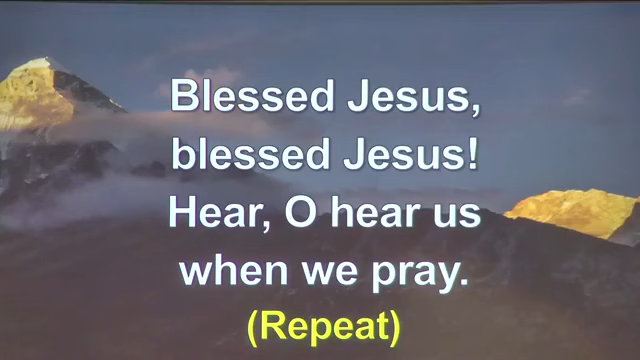 Blessed Jesus,
blessed Jesus!
Hear, O hear us
when we pray.
(Repeat)